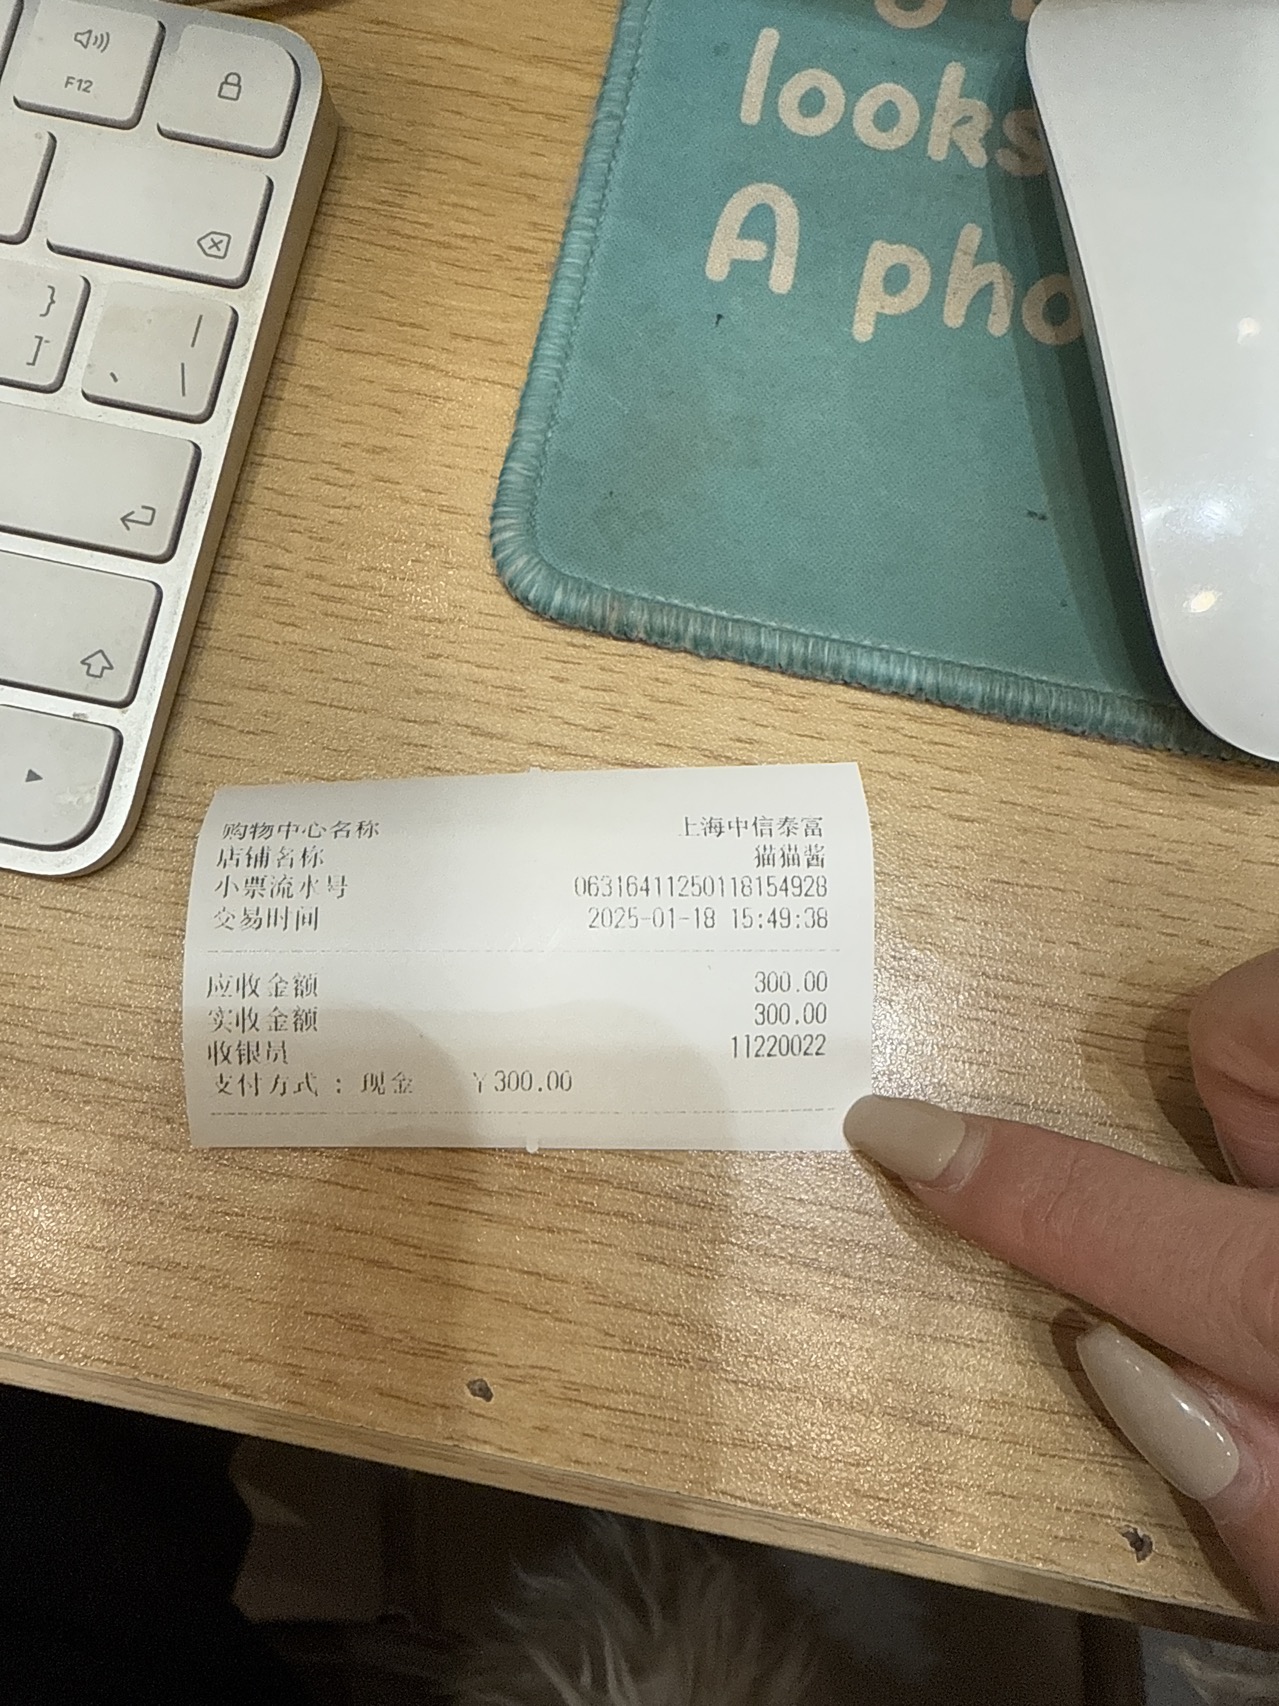 F12
}
]
|
、 \
looks
A pho
购物中心名称 上海中信泰富
店铺名称 猫猫酱
小票流水号 06316411250118154928
交易时间 2025-01-18 15:49:38
应收金额 300.00
实收金额 300.00
收银员 11220022
支付方式 : 现金 ¥300.00